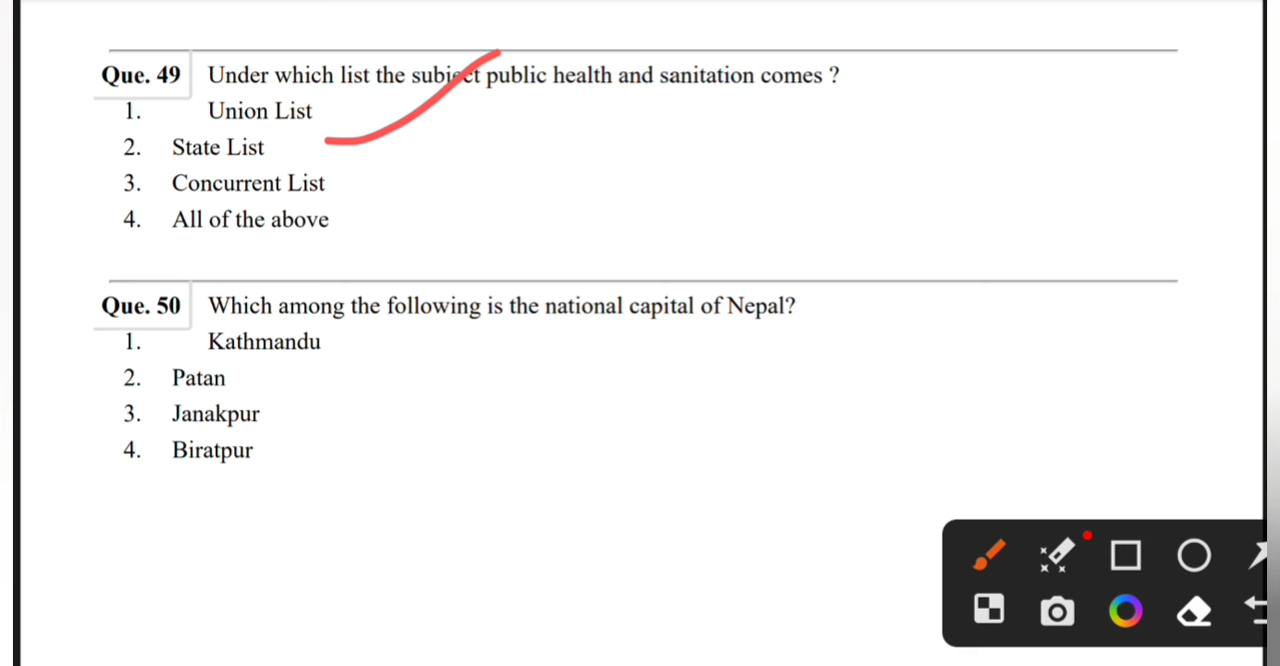 Que. 49 Under which list the subject public health and sanitation comes ?
1. Union List
2. State List
3. Concurrent List
4. All of the above
Que. 50 Which among the following is the national capital of Nepal?
1. Kathmandu
2. Patan
3. Janakpur
4. Biratpur